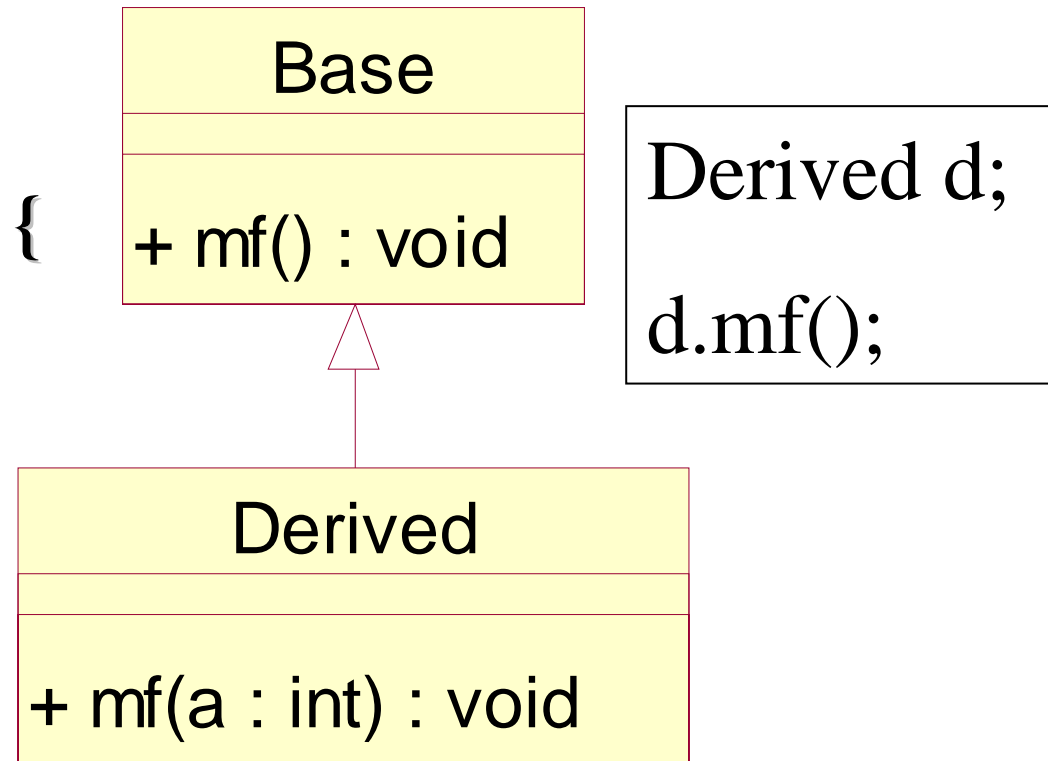 Base
{
+ mf() : void
Derived d;
d.mf();
Derived
+ mf(a : int) : void